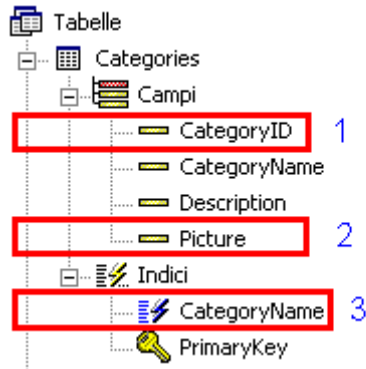 Tabelle
Categories
Campi
CategoryID 1
CategoryName
Description
Picture 2
Indici
CategoryName 3
PrimaryKey